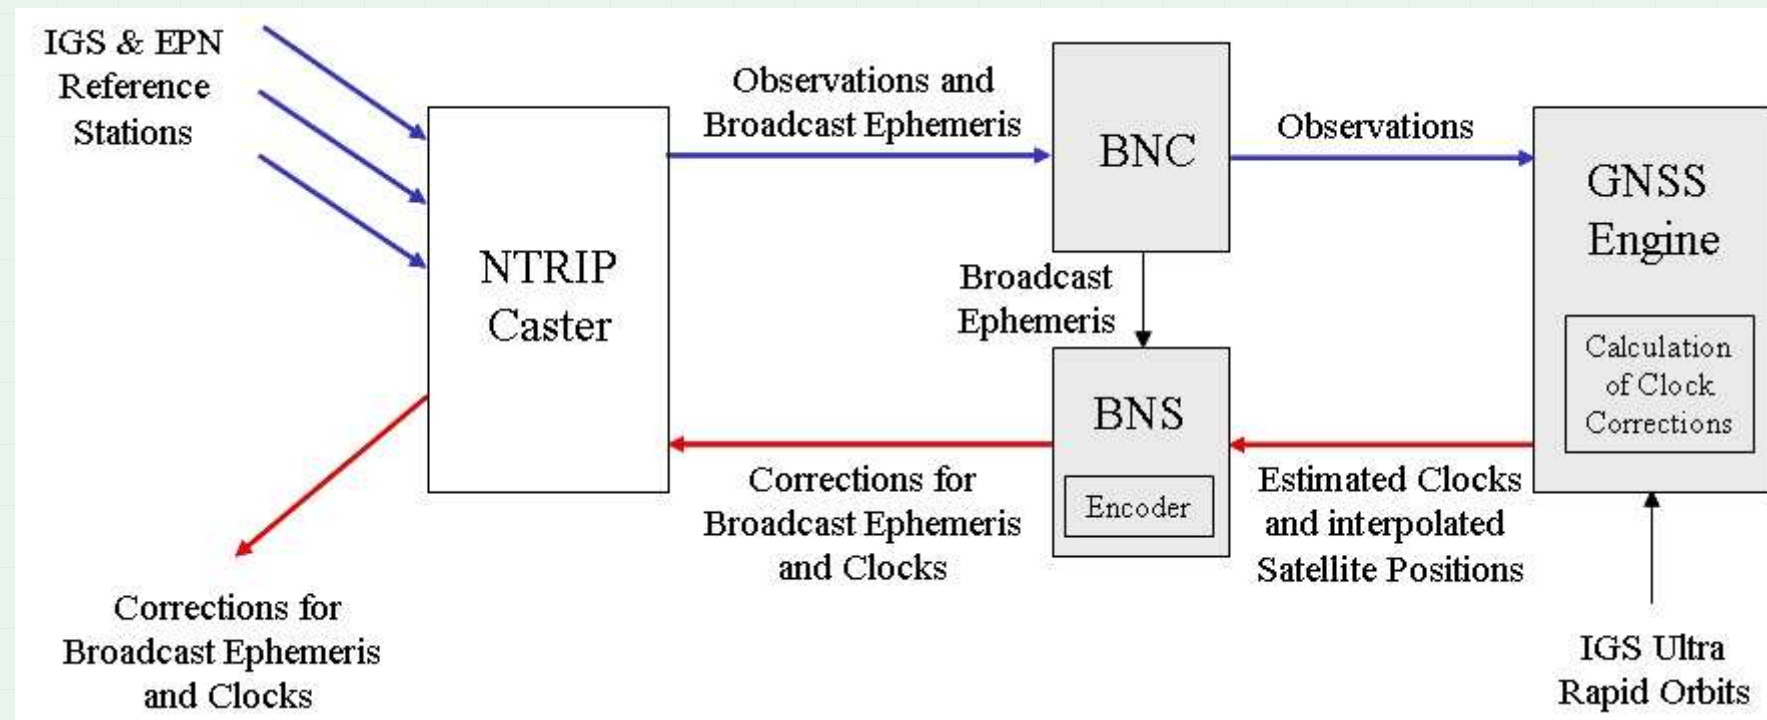 IGS & EPN
Reference
Stations
NTRIP
Caster
Observations and
Broadcast Ephemeris
BNC
Observations
GNSS
Engine
Calculation
of Clock
Corrections
Broadcast
Ephemeris
BNS
Encoder
Corrections for
Broadcast Ephemeris
and Clocks
Estimated Clocks
and interpolated
Satellite Positions
Corrections for
Broadcast Ephemeris
and Clocks
IGS Ultra
Rapid Orbits